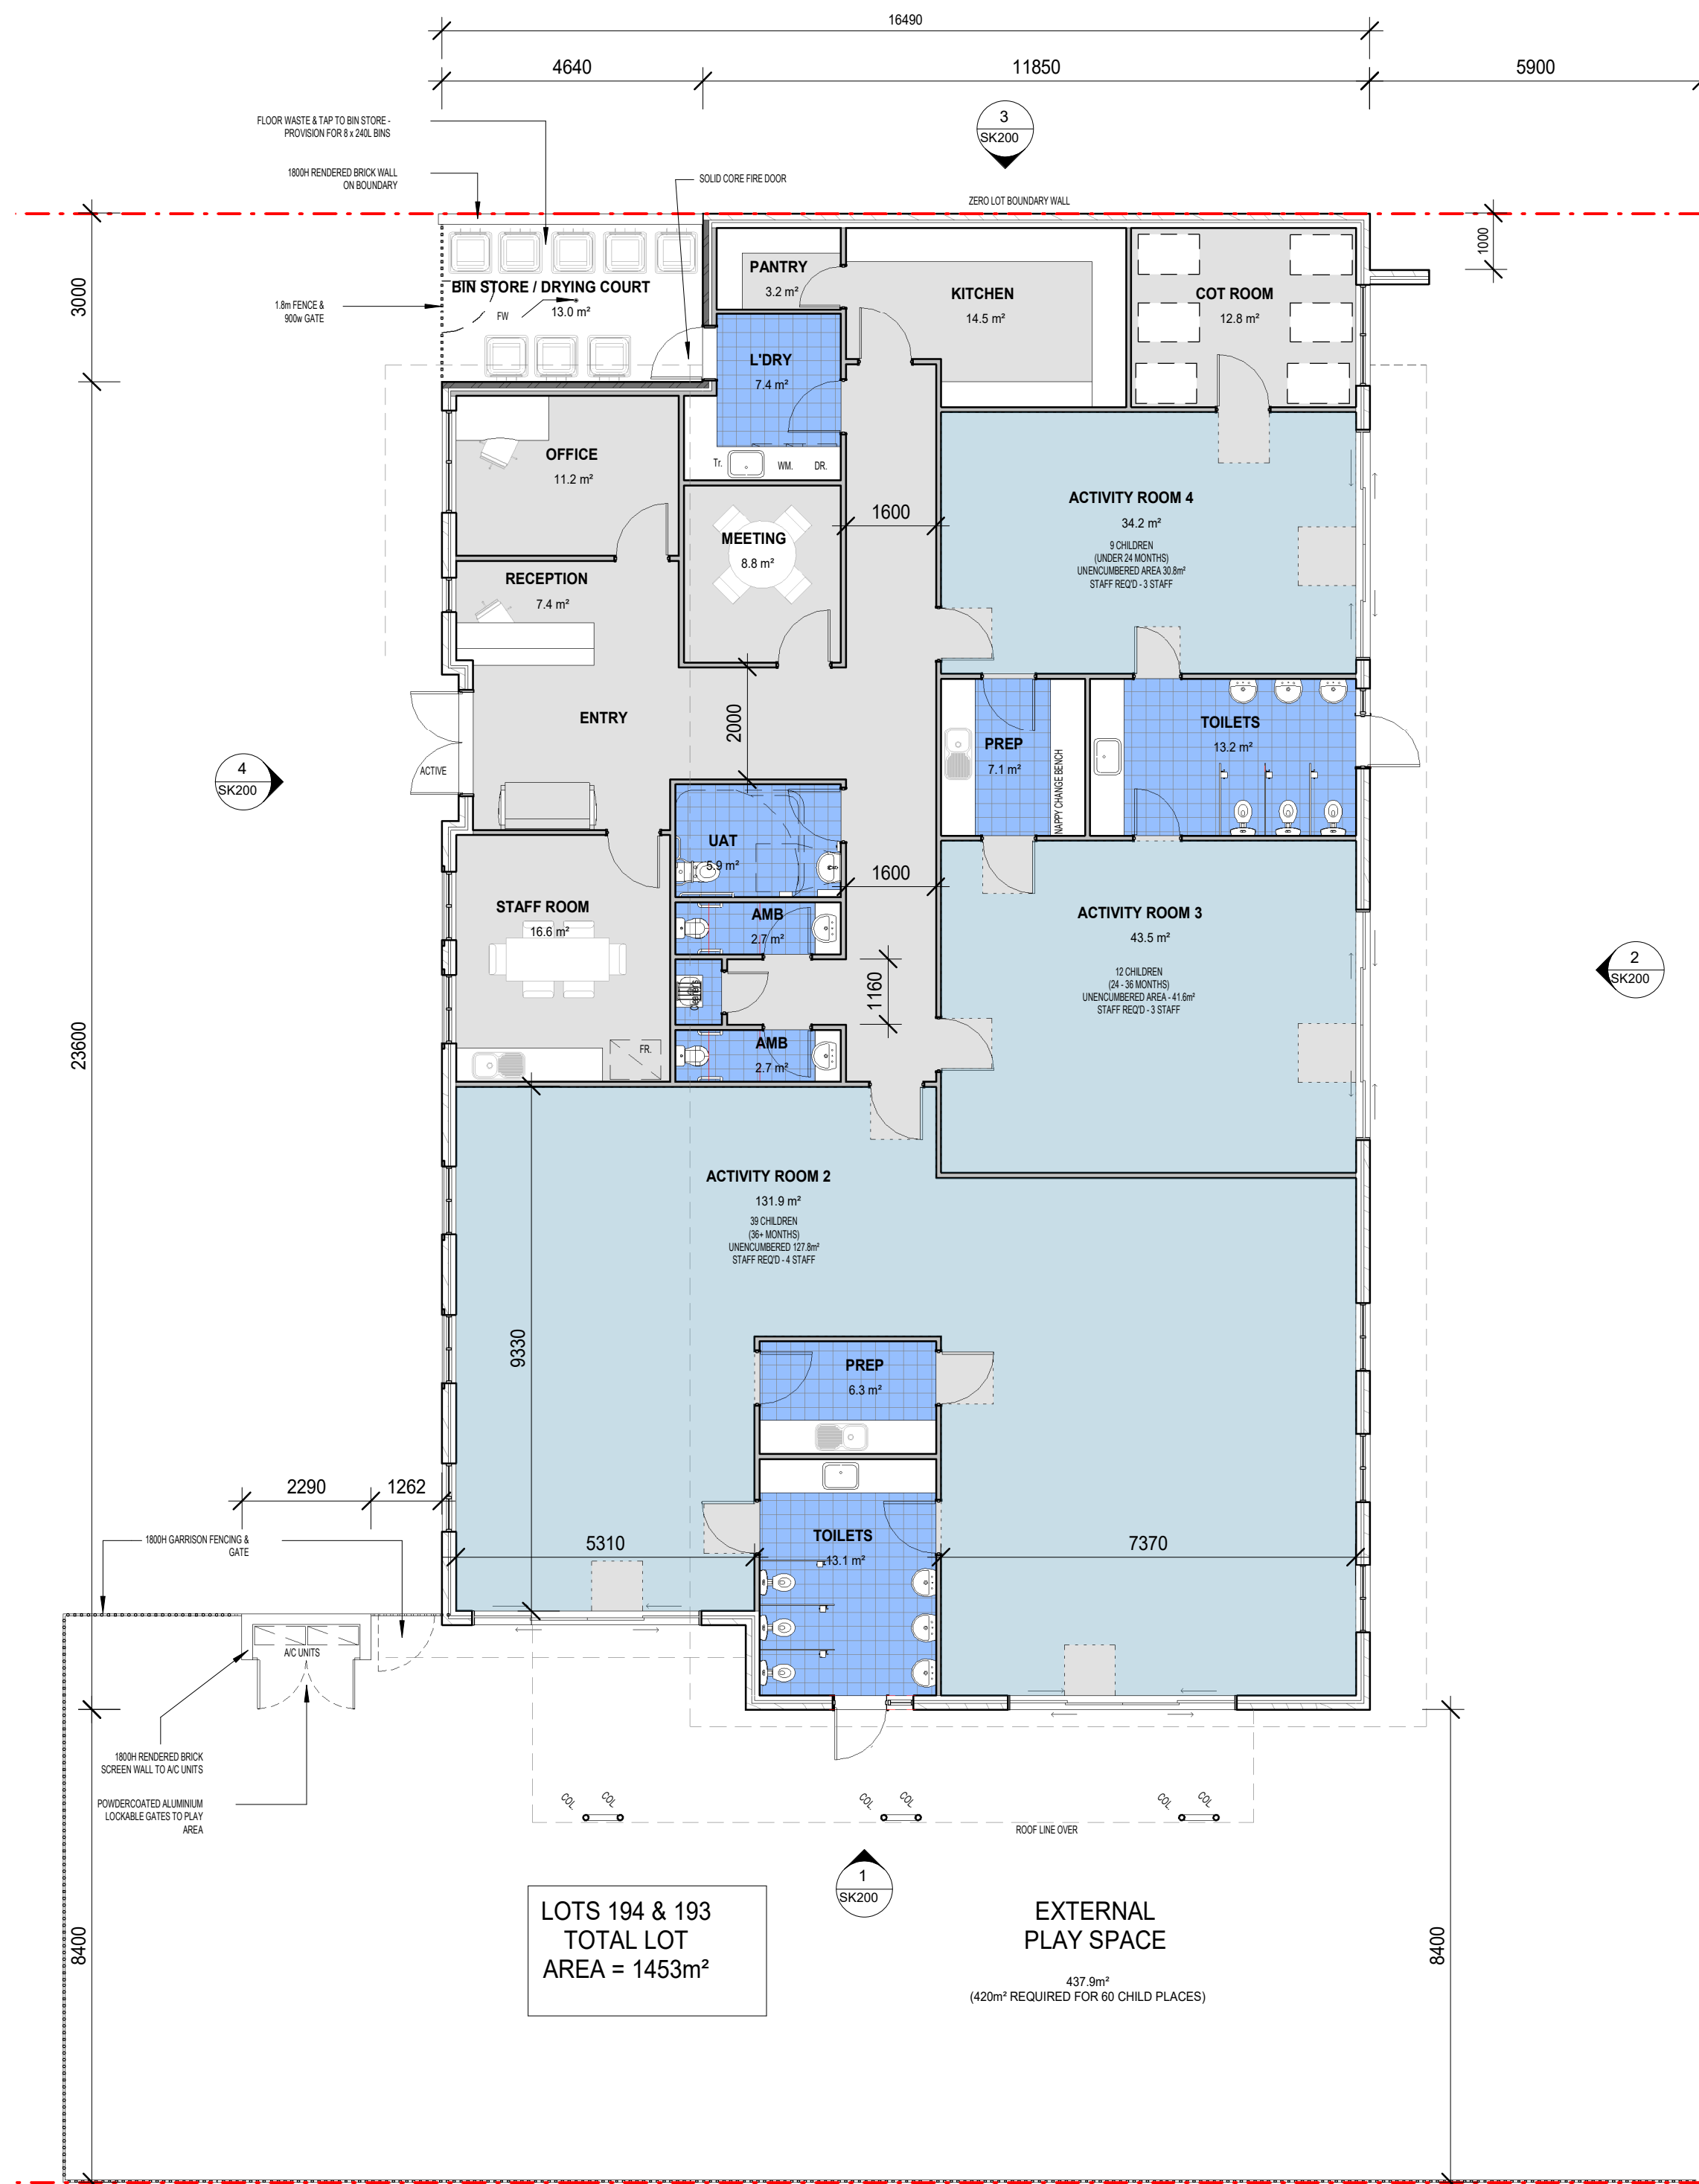 16490
4640
11850
5900
3
SK200
FLOOR WASTE & TAP TO BIN STORE -
PROVISION FOR 8 x 240L BINS
1800H RENDERED BRICK WALL
ON BOUNDARY
SOLID CORE FIRE DOOR
ZERO LOT BOUNDARY WALL
1000
3000
1.8m FENCE &
900w GATE
BIN STORE / DRYING COURT
13.0 m²
FW
PANTRY
3.2 m²
KITCHEN
14.5 m²
COT ROOM
12.8 m²
L'DRY
7.4 m²
Tr.
WM.
DR.
OFFICE
11.2 m²
MEETING
8.8 m²
1600
ACTIVITY ROOM 4
34.2 m²
9 CHILDREN
(UNDER 24 MONTHS)
UNENCUMBERED AREA 30.8m²
STAFF REQ'D - 3 STAFF
RECEPTION
7.4 m²
ENTRY
2000
ACTIVE
4
SK200
PREP
7.1 m²
NAPPY CHANGE BENCH
TOILETS
13.2 m²
UAT
5.9 m²
1600
STAFF ROOM
16.6 m²
AMB
2.7 m²
ACTIVITY ROOM 3
43.5 m²
12 CHILDREN
(24 - 36 MONTHS)
UNENCUMBERED AREA - 41.6m²
STAFF REQ'D - 3 STAFF
2
SK200
1160
AMB
2.7 m²
FR.
23600
ACTIVITY ROOM 2
131.9 m²
39 CHILDREN
(36+ MONTHS)
UNENCUMBERED 127.8m²
STAFF REQ'D - 4 STAFF
9330
PREP
6.3 m²
2290
1262
1800H GARRISON FENCING &
GATE
5310
TOILETS
13.1 m²
7370
A/C UNITS
1800H RENDERED BRICK
SCREEN WALL TO A/C UNITS
POWDERCOATED ALUMINIUM
LOCKABLE GATES TO PLAY
AREA
COL
COL
COL
COL
COL
COL
ROOF LINE OVER
1
SK200
LOTS 194 & 193
TOTAL LOT
AREA = 1453m²
EXTERNAL
PLAY SPACE
437.9m²
(420m² REQUIRED FOR 60 CHILD PLACES)
8400
8400